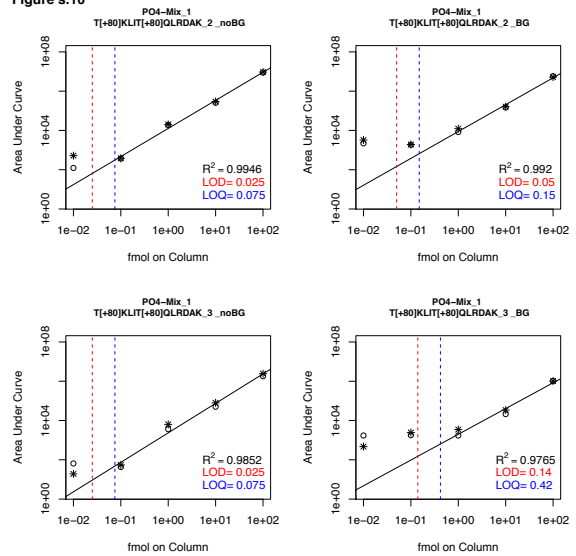 Figure s.10
PO4−Mix_1
T[+80]KLIT[+80]QLRDAK_2 _noBG
Area Under Curve
1e+00 1e+04 1e+08
R² = 0.9946
LOD= 0.025
LOQ= 0.075
1e−02 1e−01 1e+00 1e+01 1e+02
fmol on Column
PO4−Mix_1
T[+80]KLIT[+80]QLRDAK_2 _BG
Area Under Curve
1e+00 1e+04 1e+08
R² = 0.992
LOD= 0.05
LOQ= 0.15
1e−02 1e−01 1e+00 1e+01 1e+02
fmol on Column
PO4−Mix_1
T[+80]KLIT[+80]QLRDAK_3 _noBG
Area Under Curve
1e+00 1e+04 1e+08
R² = 0.9852
LOD= 0.025
LOQ= 0.075
1e−02 1e−01 1e+00 1e+01 1e+02
fmol on Column
PO4−Mix_1
T[+80]KLIT[+80]QLRDAK_3 _BG
Area Under Curve
1e+00 1e+04 1e+08
R² = 0.9765
LOD= 0.14
LOQ= 0.42
1e−02 1e−01 1e+00 1e+01 1e+02
fmol on Column